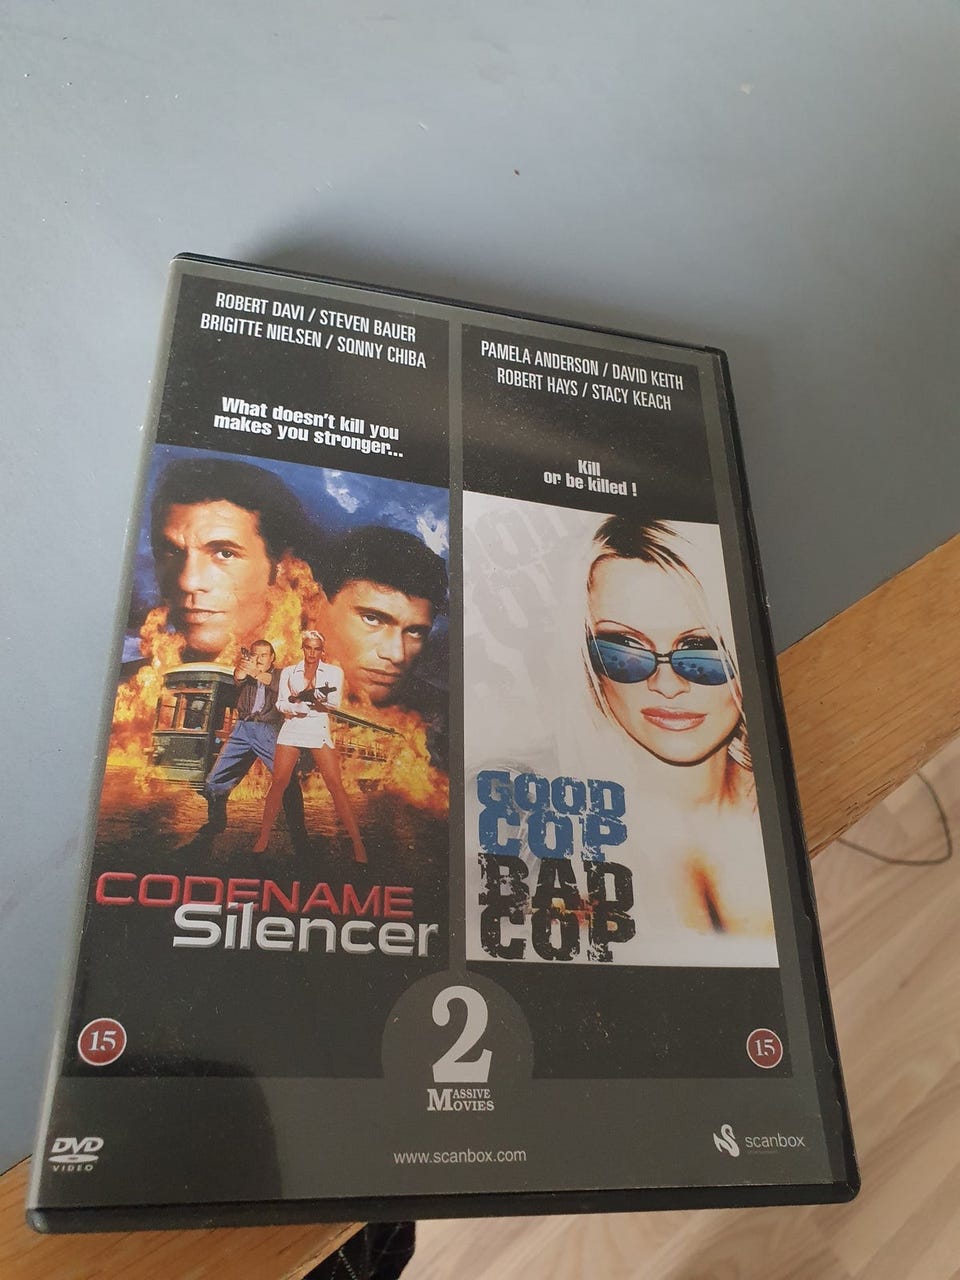 ROBERT DAVI / STEVEN BAUER
BRIGITTE NIELSEN / SONNY CHIBA
What doesn't kill you
makes you stronger...
CODENAME
Silencer
15
PAMELA ANDERSON / DAVID KEITH
ROBERT HAYS / STACY KEACH
Kill
or be killed !
GOOD
COP
BAD
COP
15
2
MASSIVE
MOVIES
DVD
VIDEO
www.scanbox.com
scanbox